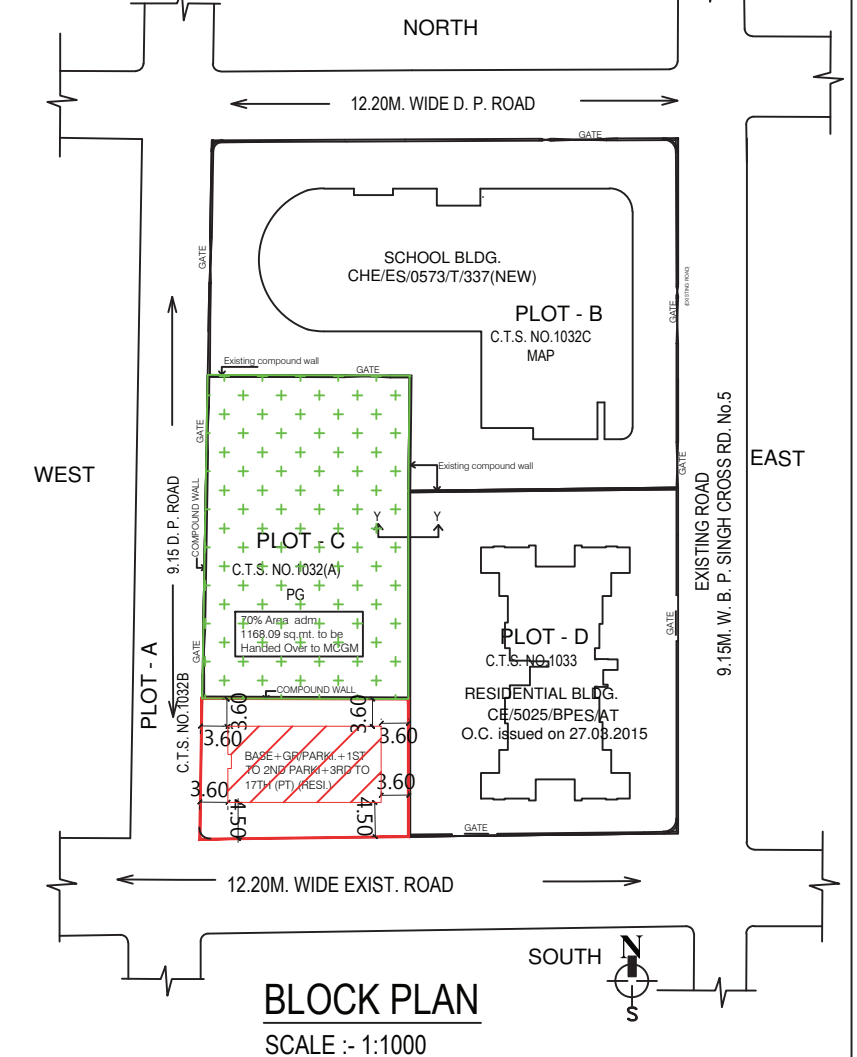 NORTH
12.20M. WIDE D. P. ROAD
GATE
GATE
SCHOOL BLDG.
CHE/ES/0573/T/337(NEW)
PLOT - B
C.T.S. NO.1032C
MAP
GATE
(EXISTING ROAD)
Existing compound wall
GATE
GATE
WEST
EAST
Existing compound wall
GATE
COMPOUND WALL
9.15 D. P. ROAD
EXISTING ROAD
9.15M. W. B. P. SINGH CROSS RD. No.5
Y
Y
PLOT - C
C.T.S. NO.1032(A)
PG
70% Area adm.
1168.09 sq.mt. to be
Handed Over to MCGM
GATE
COMPOUND WALL
PLOT - A
C.T.S. NO.1032B
GATE
PLOT - D
C.T.S. NO.1033
RESIDENTIAL BLDG.
CE/5025/BPES/AT
O.C. issued on 27.03.2015
3.60
3.60
3.60
3.60
BASE+GR/PARKI.+1ST
TO 2ND PARKI+3RD TO
17TH (PT) (RESI.)
3.60
3.60
4.50
4.50
GATE
12.20M. WIDE EXIST. ROAD
SOUTH
N
S
BLOCK PLAN
SCALE :- 1:1000